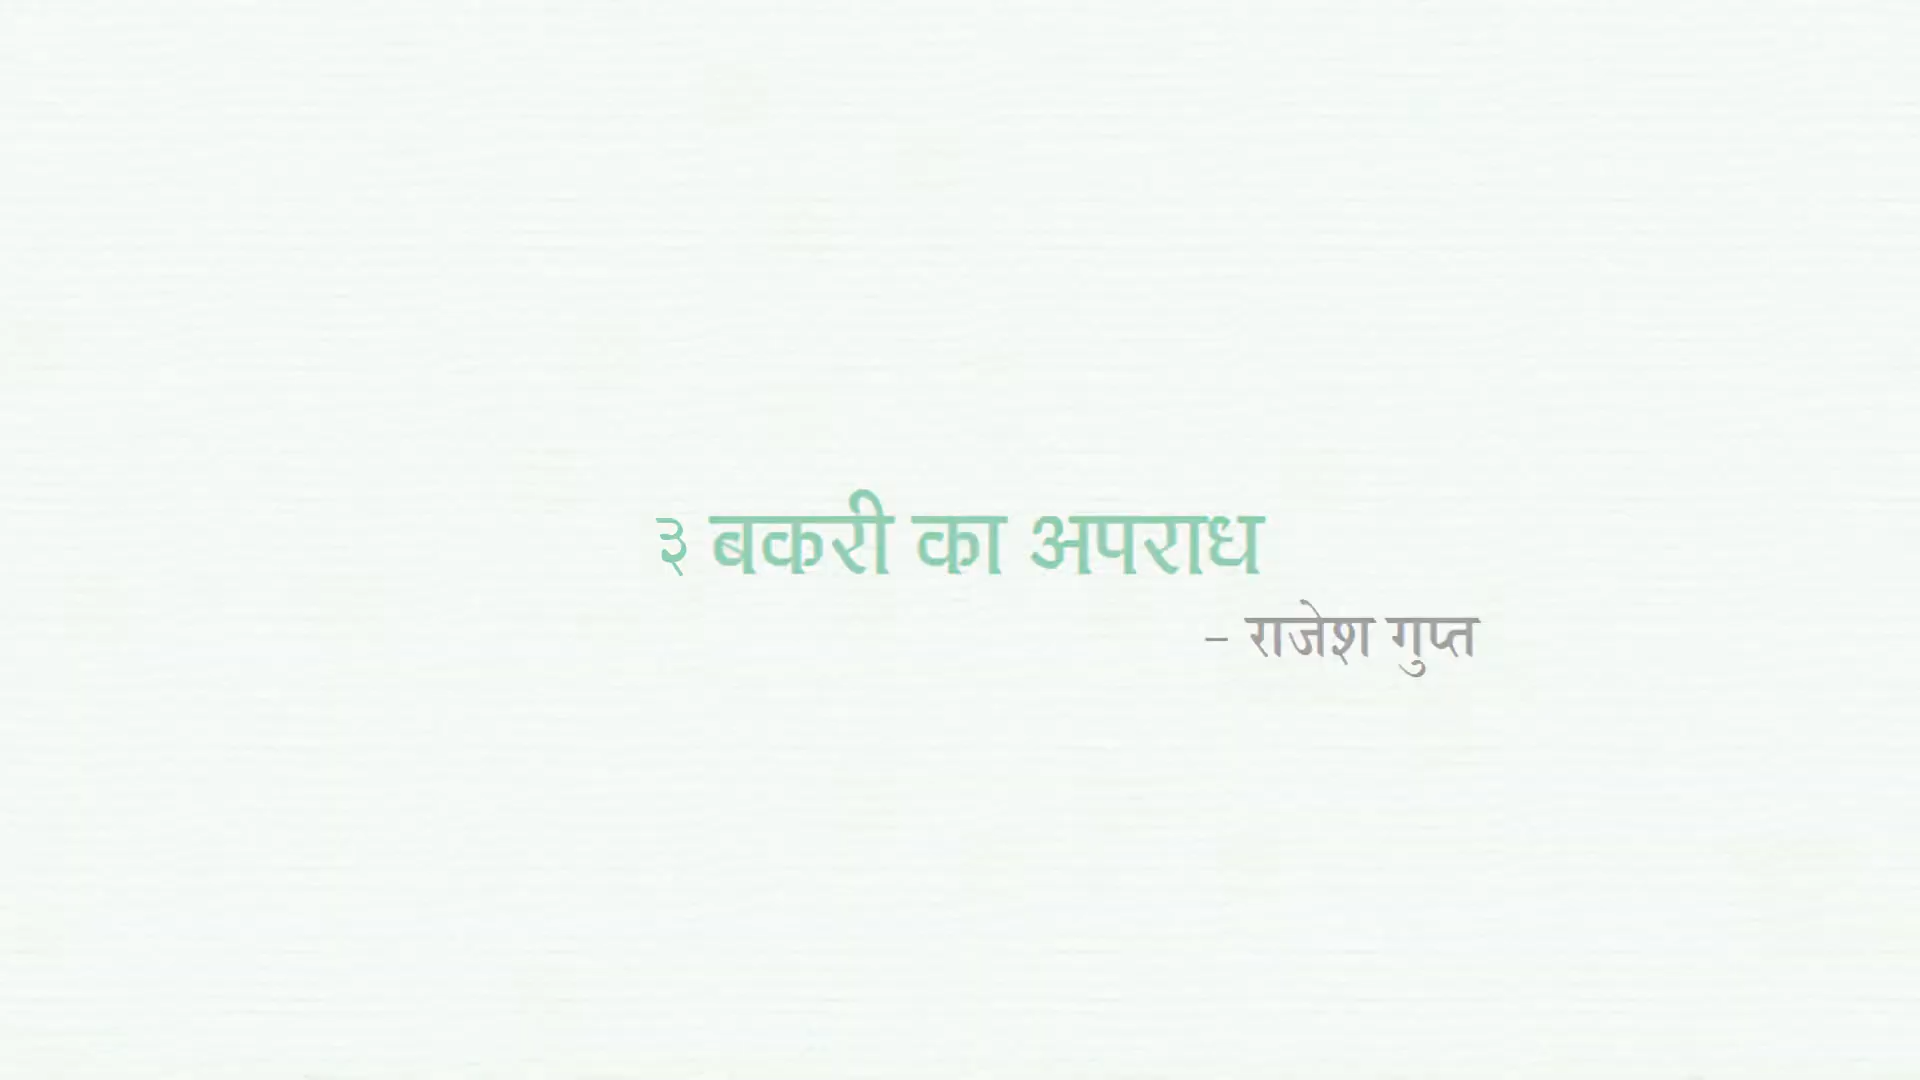 ३ बकरी का अपराध
– राजेश गुप्त